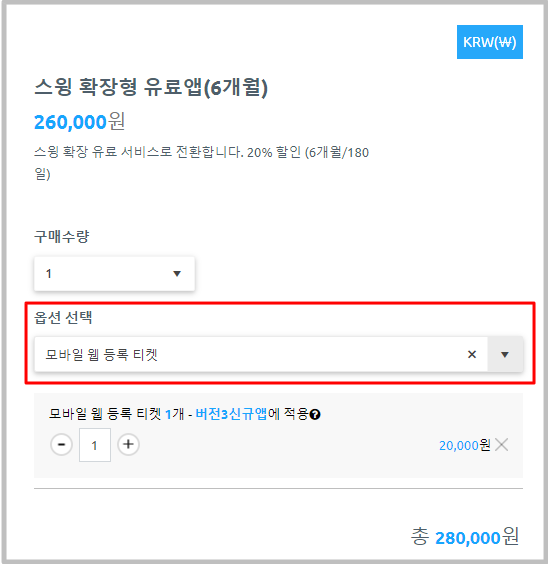 KRW(₩)
스윙 확장형 유료앱(6개월)
260,000원
스윙 확장 유료 서비스로 전환합니다. 20% 할인 (6개월/180
일)
구매수량
1
옵션 선택
모바일 웹 등록 티켓
모바일 웹 등록 티켓 1개 - 버전3신규앱에 적용
1
20,000원
총 280,000원